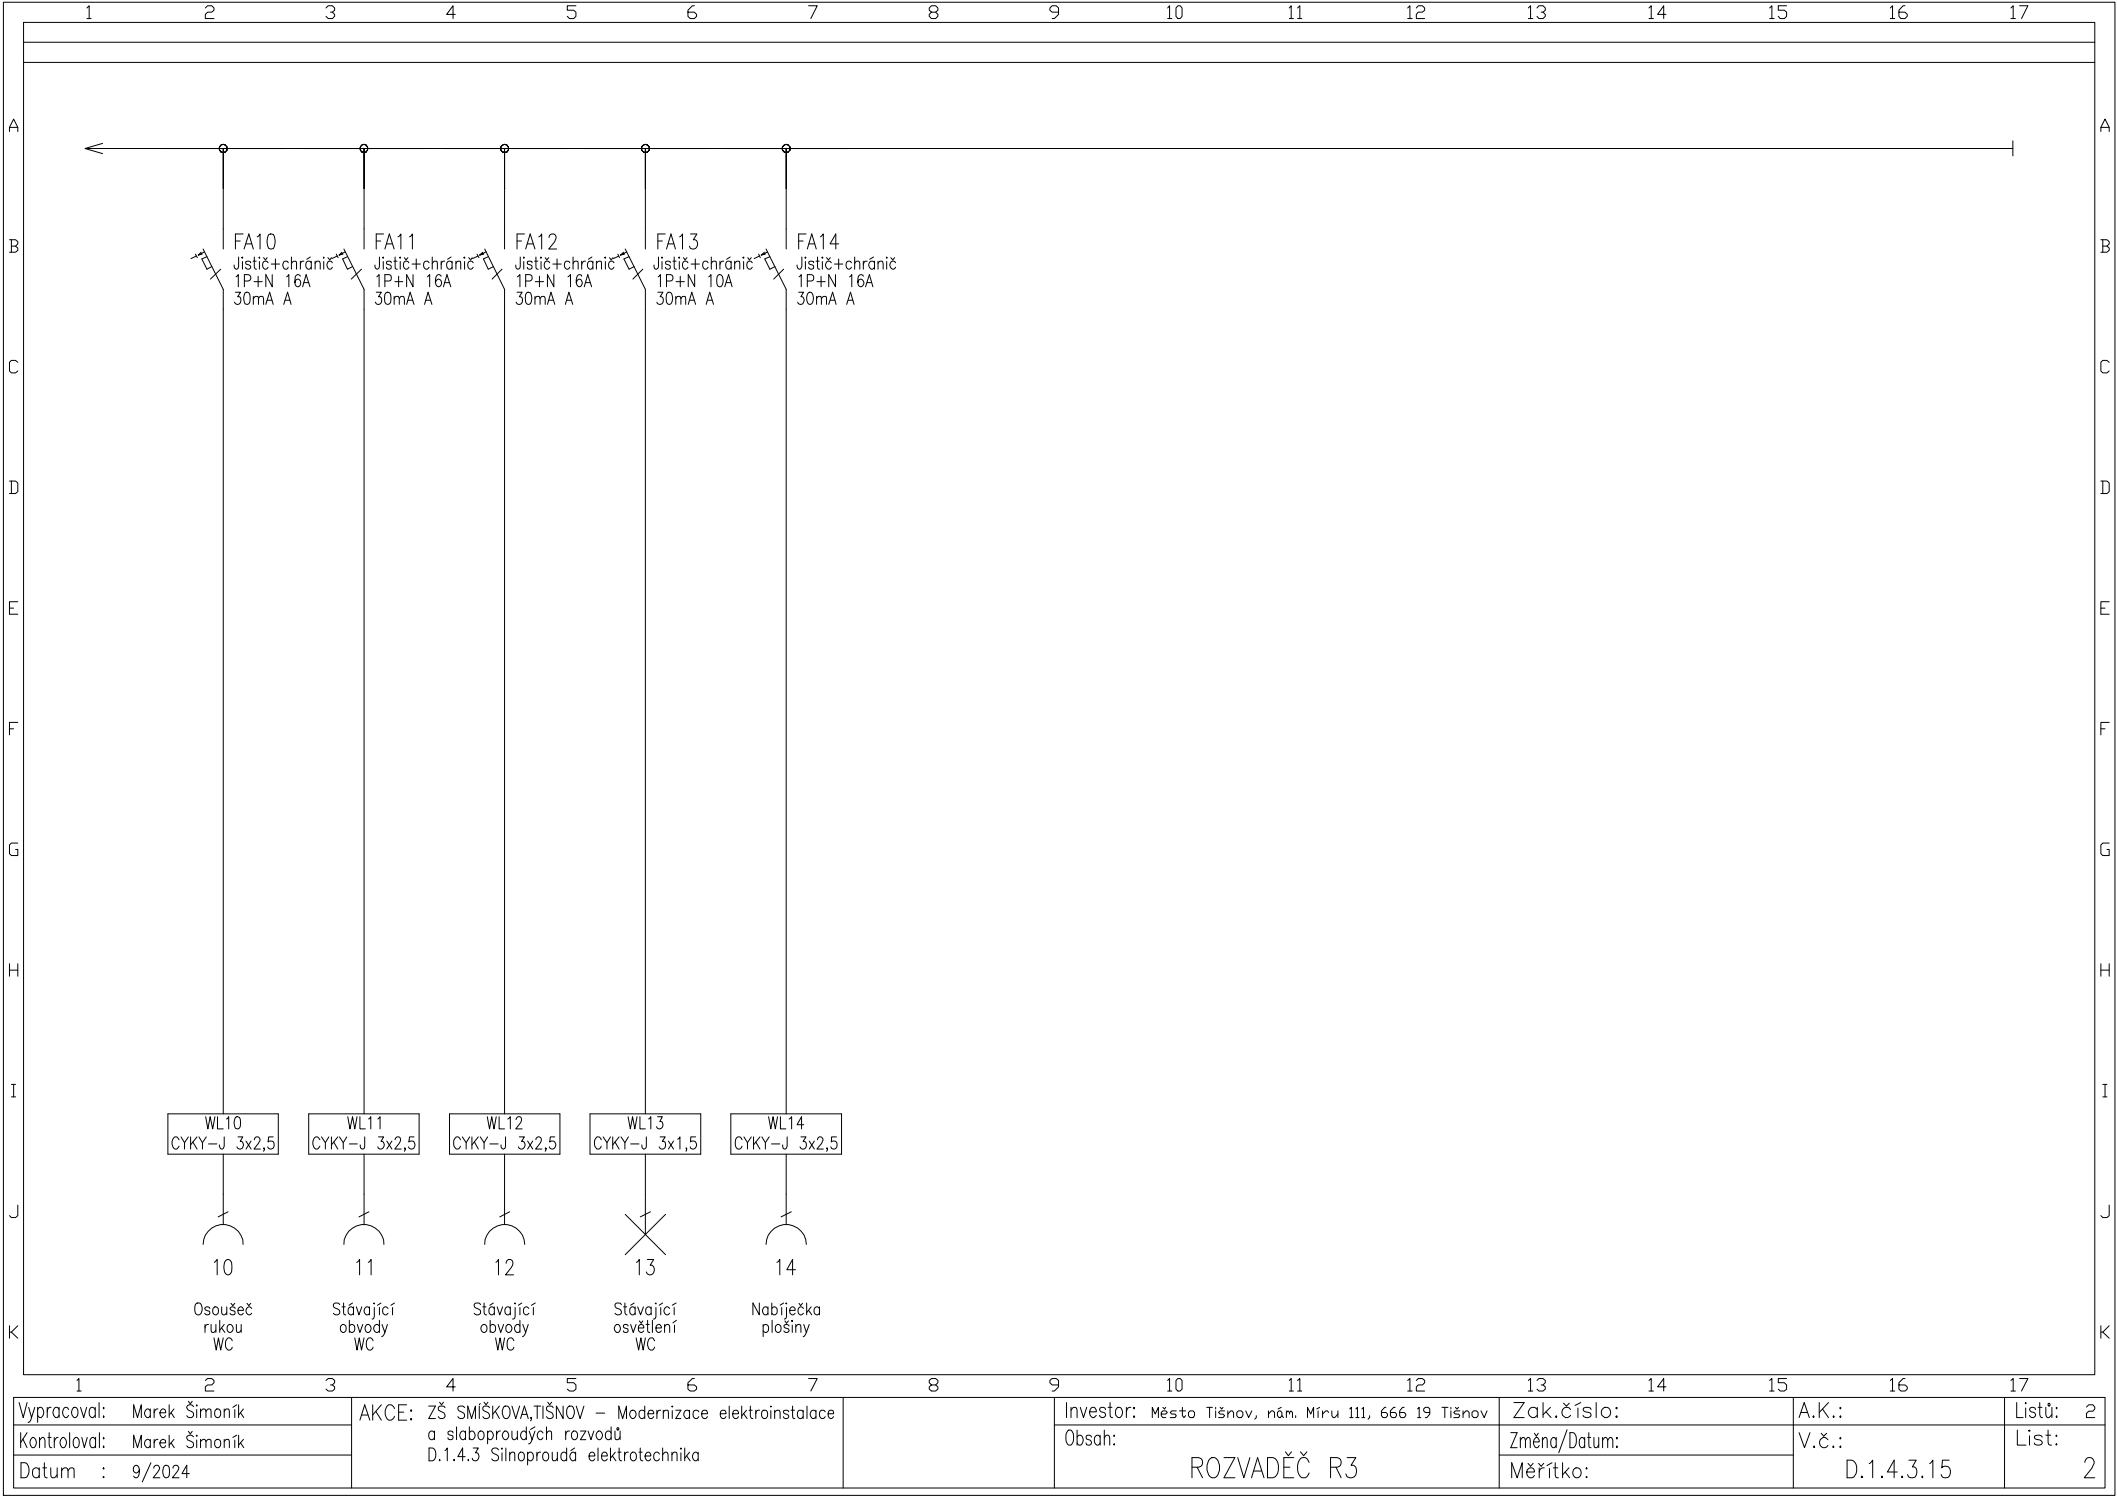 1 2 3 4 5 6 7 8 9 10 11 12 13 14 15 16 17
A A
B B
C C
D D
E E
F F
G G
H H
I I
J J
K K
FA10
Jistič+chránič
1P+N 16A
30mA A
FA11
Jistič+chránič
1P+N 16A
30mA A
FA12
Jistič+chránič
1P+N 16A
30mA A
FA13
Jistič+chránič
1P+N 10A
30mA A
FA14
Jistič+chránič
1P+N 16A
30mA A
WL10
CYKY-J 3x2,5
WL11
CYKY-J 3x2,5
WL12
CYKY-J 3x2,5
WL13
CYKY-J 3x1,5
WL14
CYKY-J 3x2,5
10
Osoušeč
rukou
WC
11
Stávající
obvody
WC
12
Stávající
obvody
WC
13
Stávající
osvětlení
WC
14
Nabíječka
plošiny
1 2 3 4 5 6 7 8 9 10 11 12 13 14 15 16 17
Vypracoval: Marek Šimoník
Kontroloval: Marek Šimoník
Datum : 9/2024
AKCE: ZŠ SMÍŠKOVA,TIŠNOV – Modernizace elektroinstalace
a slaboproudých rozvodů
D.1.4.3 Silnoproudá elektrotechnika
Investor: Město Tišnov, nám. Míru 111, 666 19 Tišnov
Obsah:
ROZVADĚČ R3
Zak.číslo:
Změna/Datum:
Měřítko:
A.K.:
V.č.:
D.1.4.3.15
Listů: 2
List:
2